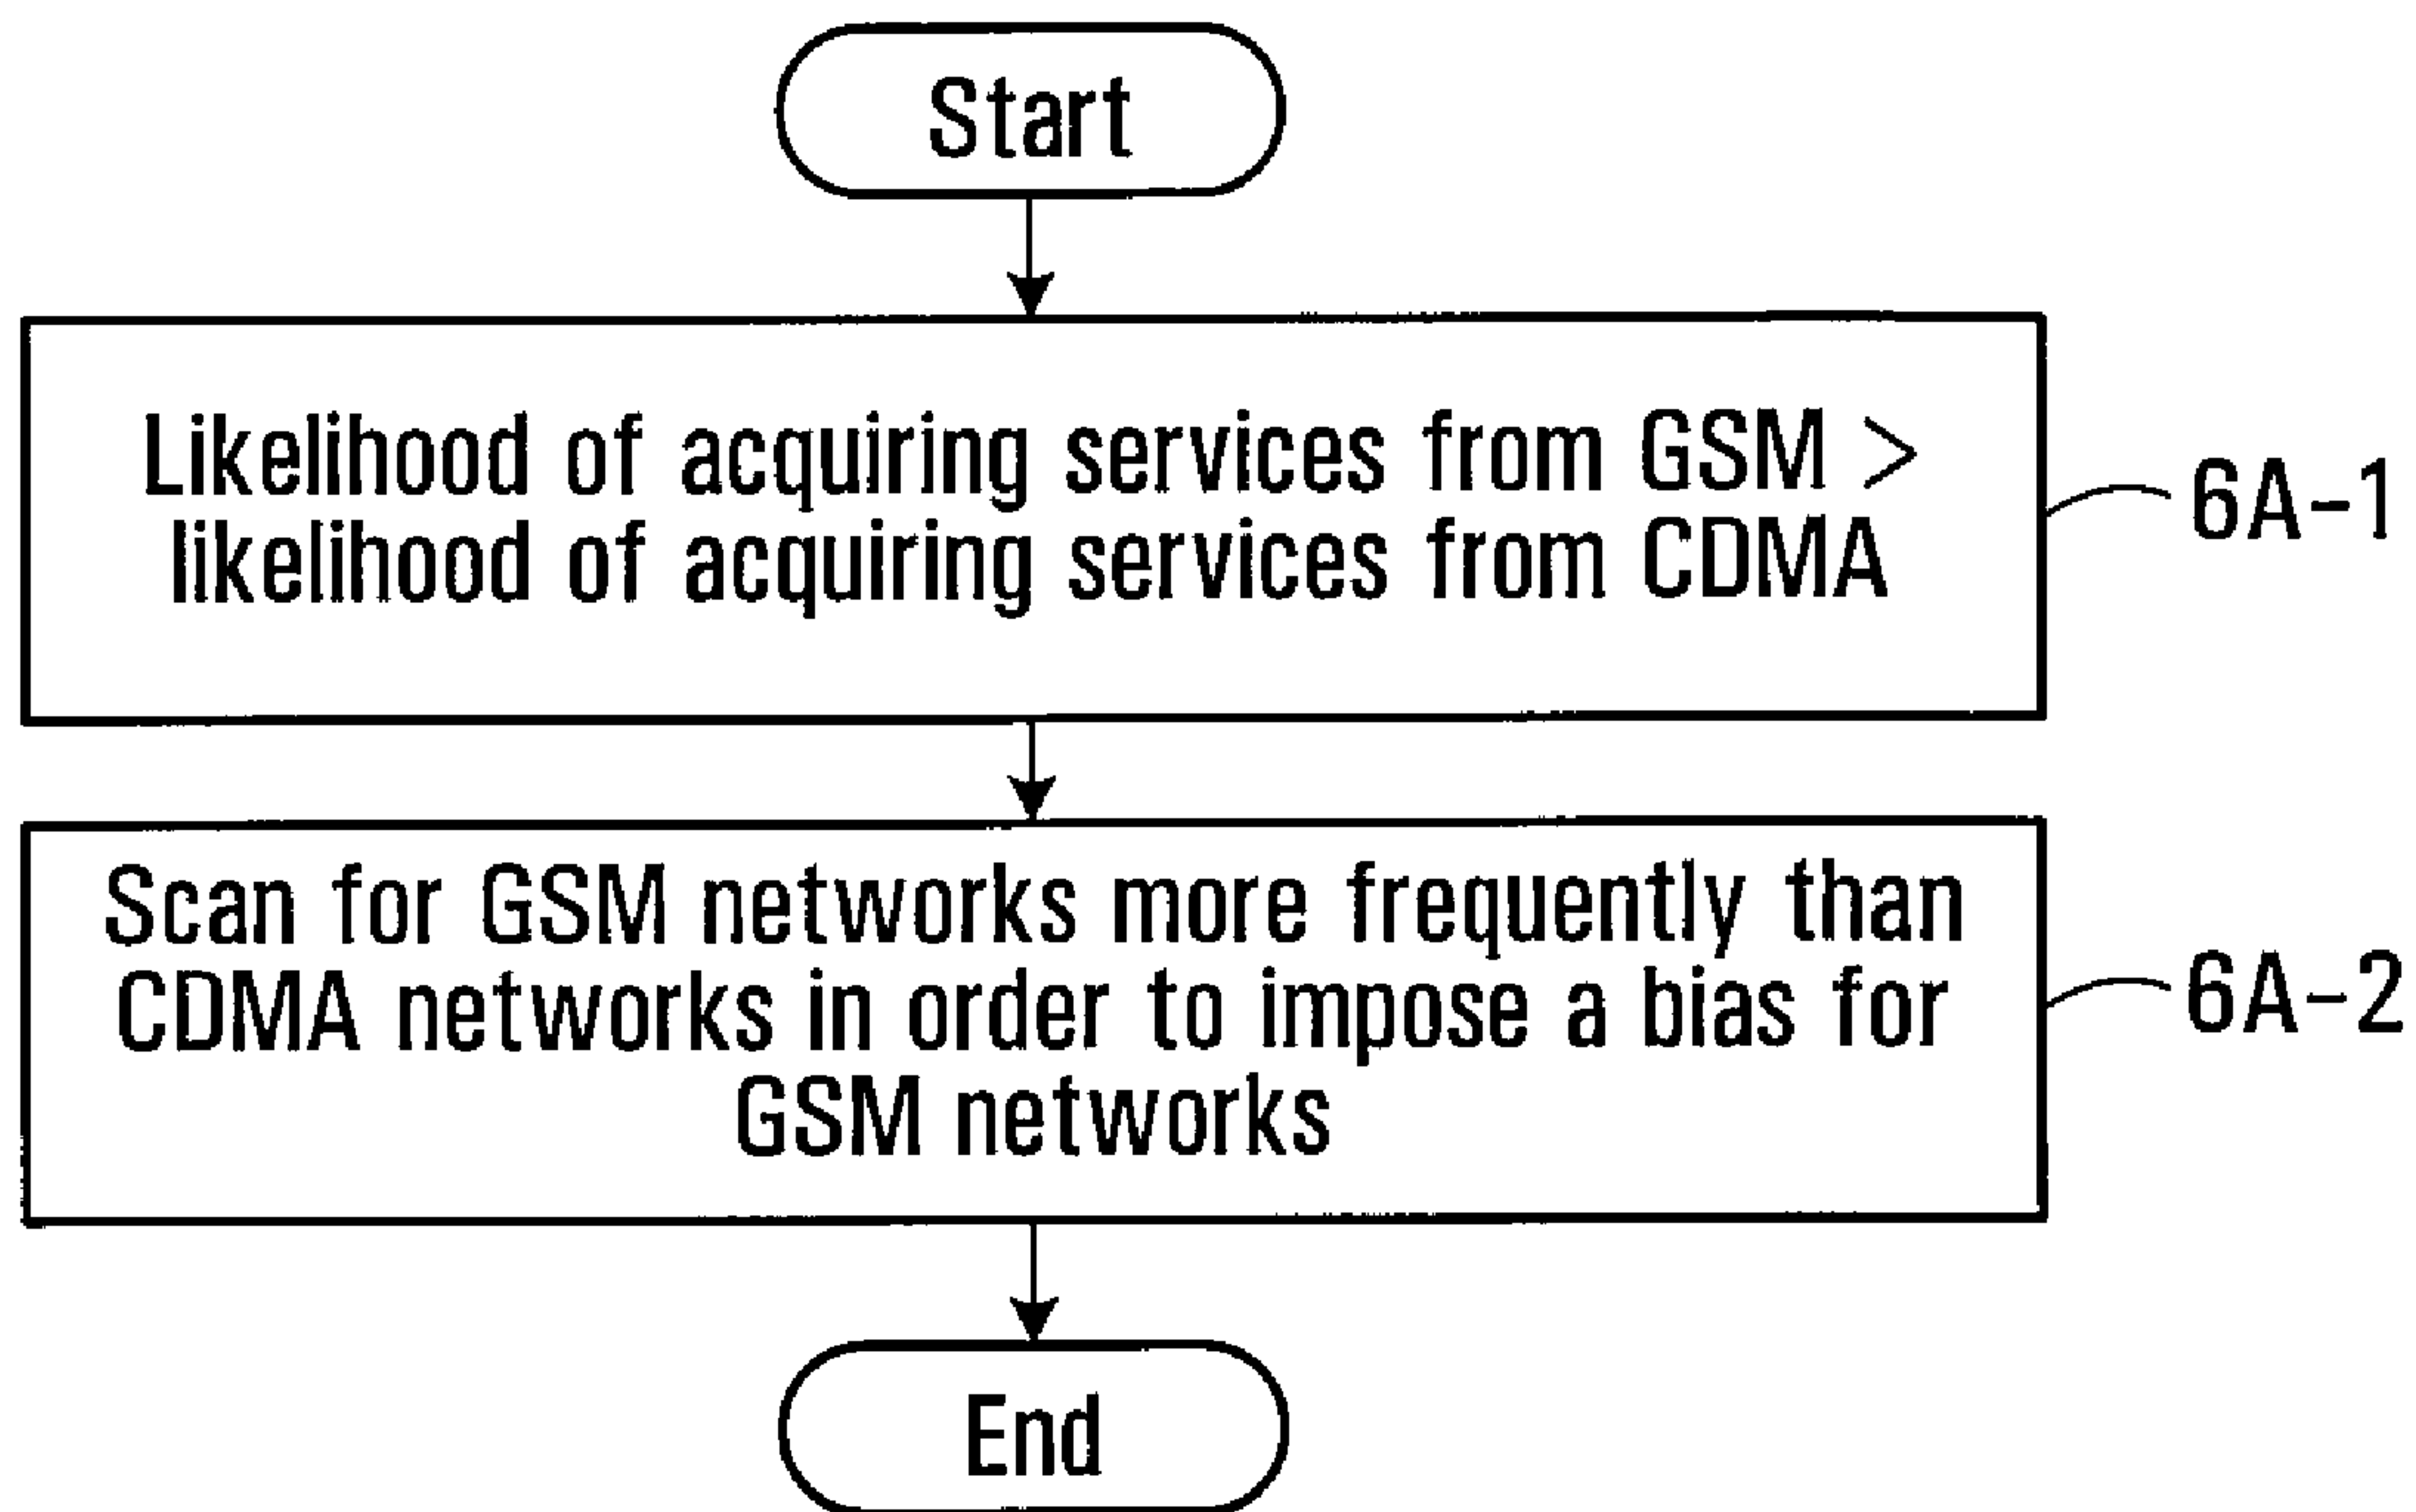 Start
Likelihood of acquiring services from GSM >
likelihood of acquiring services from CDMA
6A-1
Scan for GSM networks more frequently than
CDMA networks in order to impose a bias for
GSM networks
6A-2
End